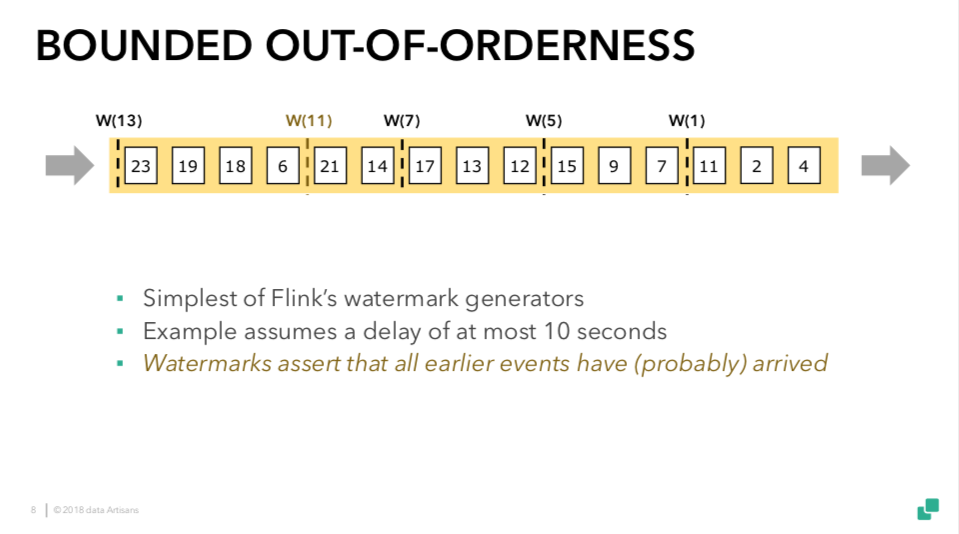 BOUNDED OUT-OF-ORDERNESS
W(13) W(11) W(7) W(5) W(1)
23 19 18 6 21 14 17 13 12 15 9 7 11 2 4
▪ Simplest of Flink's watermark generators
▪ Example assumes a delay of at most 10 seconds
▪ Watermarks assert that all earlier events have (probably) arrived
8 | © 2018 data Artisans